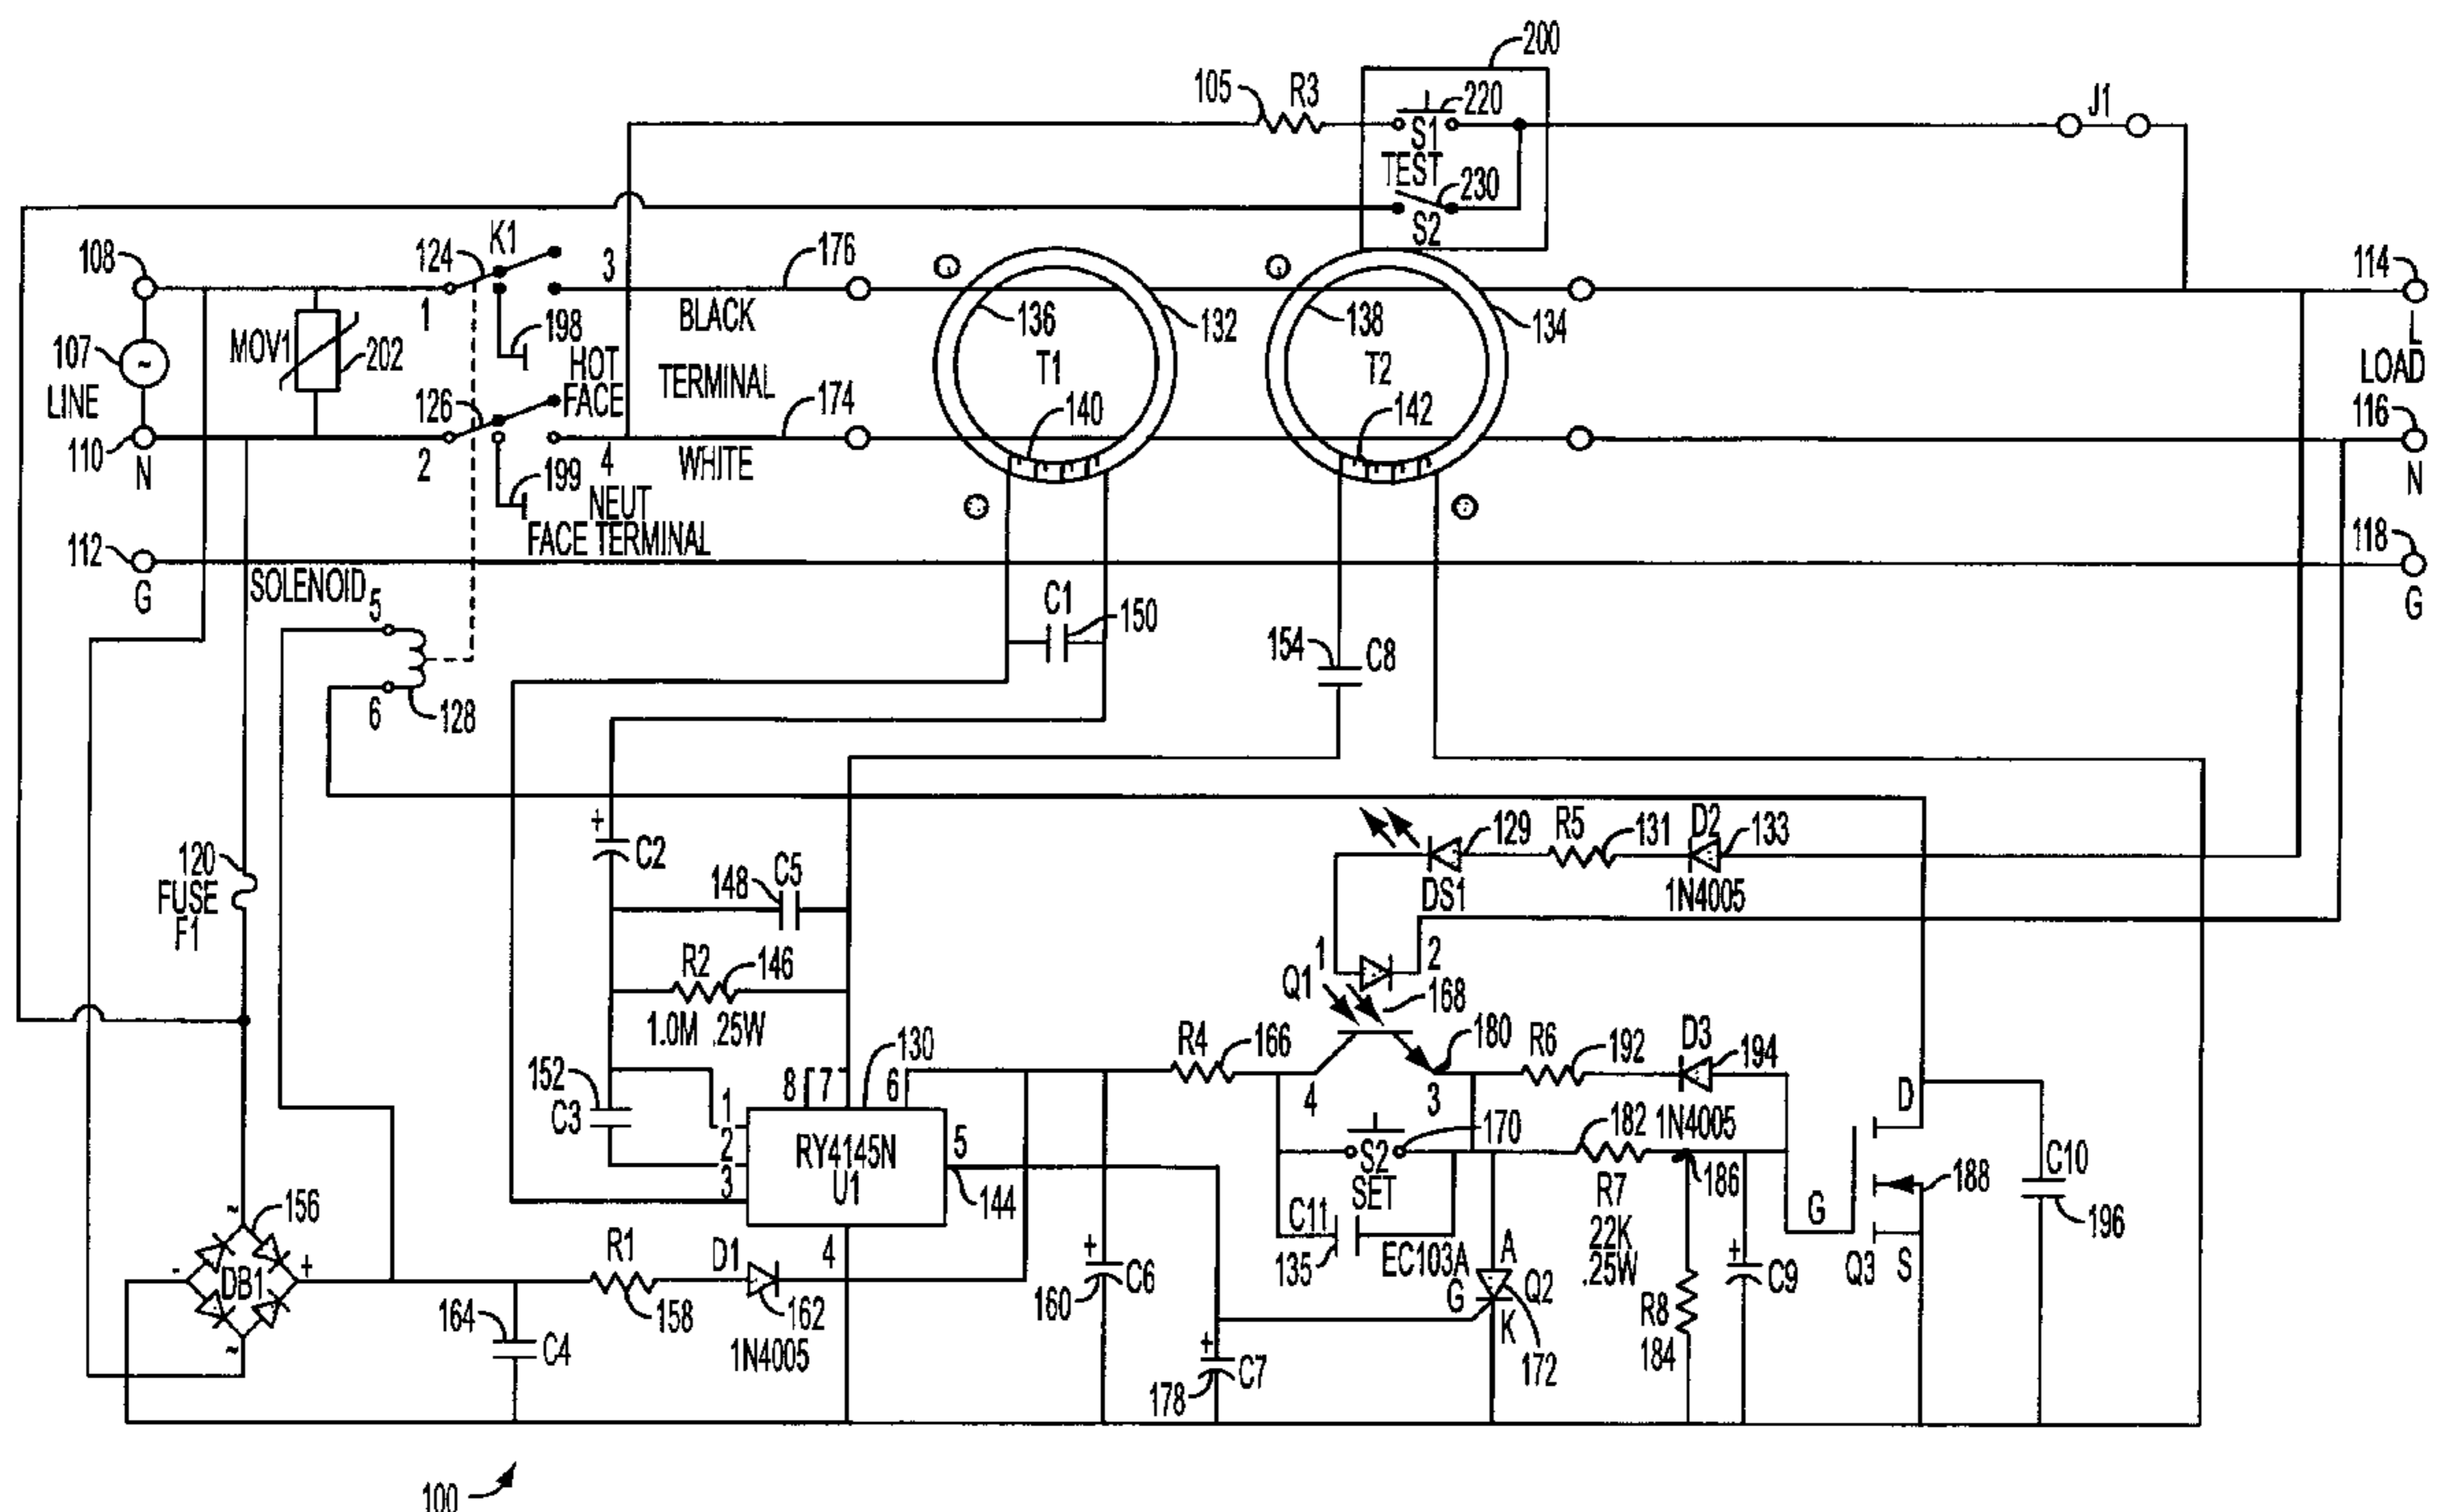 200
105
R3
220
S1
TEST
230
S2
J1
108
124
K1
1
3
176
BLACK
198
HOT
FACE
TERMINAL
107
~
LINE
MOV1
202
136
132
T1
138
134
T2
114
L
LOAD
110
N
126
2
4
174
WHITE
199
NEUT
FACE TERMINAL
140
142
116
N
112
G
118
G
SOLENOID
5
6
128
C1
150
154
C8
+
C2
120
FUSE
F1
148
C5
R2
146
1.0M .25W
129
DS1
R5
131
D2
133
1N4005
1
2
Q1
168
152
C3
8
7
6
130
1
2
3
RY4145N
U1
5
144
4
R4
166
4
3
180
R6
192
D3
194
1N4005
S2
SET
170
182
R7
22K
.25W
186
C11
135
EC103A
A
G
K
Q2
172
R8
184
+
C9
D
G
S
Q3
188
C10
196
~
156
-
DB1
+
~
R1
158
D1
162
1N4005
164
C4
+
160
C6
+
178
C7
100